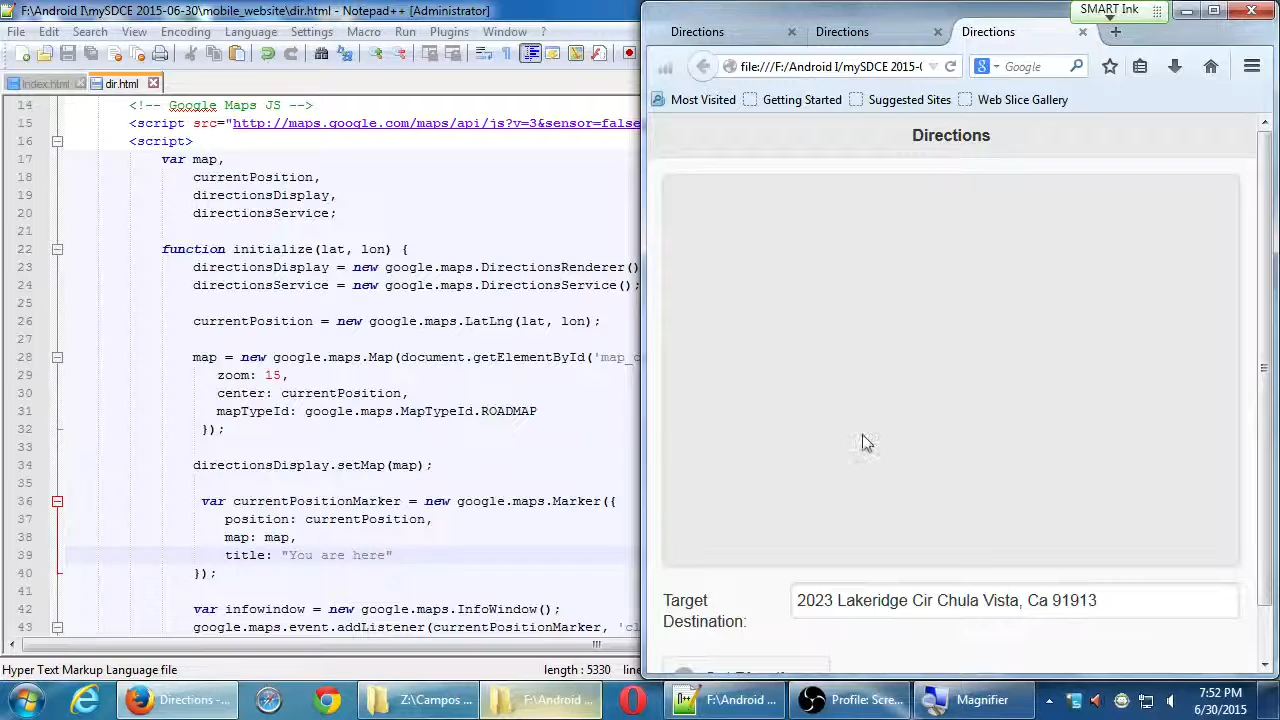 F:\Android I\mySDCE 2015-06-30\mobile_website\dir.html - Notepad++ [Administrator]
File Edit Search View Encoding Language Settings Macro Run Plugins Window ?
index.html dir.html
14 <!-- Google Maps JS -->
15 <script src="http://maps.google.com/maps/api/js?v=3&sensor=false
16 <script>
17 var map,
18 currentPosition,
19 directionsDisplay,
20 directionsService;
21
22 function initialize(lat, lon) {
23 directionsDisplay = new google.maps.DirectionsRenderer()
24 directionsService = new google.maps.DirectionsService();
25
26 currentPosition = new google.maps.LatLng(lat, lon);
27
28 map = new google.maps.Map(document.getElementById('map_c
29 zoom: 15,
30 center: currentPosition,
31 mapTypeId: google.maps.MapTypeId.ROADMAP
32 });
33
34 directionsDisplay.setMap(map);
35
36 var currentPositionMarker = new google.maps.Marker({
37 position: currentPosition,
38 map: map,
39 title: "You are here"
40 });
41
42 var infowindow = new google.maps.InfoWindow();
43 google.maps.event.addListener(currentPositionMarker, 'cl
Hyper Text Markup Language file length : 5330 line
SMART Ink
Directions Directions Directions
file:///F:/Android I/mySDCE 2015-( Google
Most Visited Getting Started Suggested Sites Web Slice Gallery
Directions
Target
Destination:
2023 Lakeridge Cir Chula Vista, Ca 91913
Directions -... Z:\Campos ... F:\Android ... F:\Android ... Profile: Scre... Magnifier
7:52 PM
6/30/2015